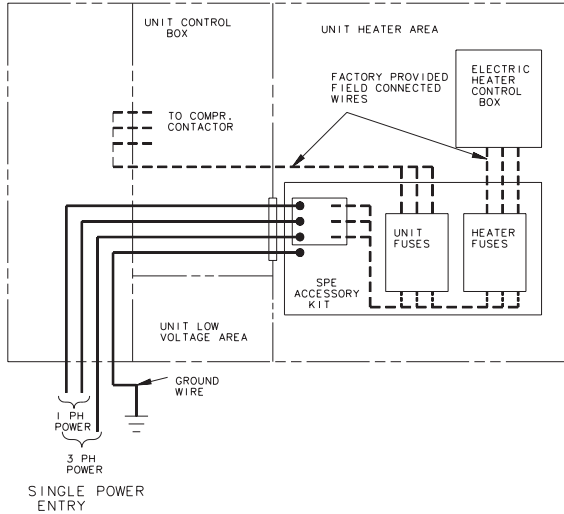 UNIT CONTROL
BOX
UNIT HEATER AREA
FACTORY PROVIDED
FIELD CONNECTED
WIRES
ELECTRIC
HEATER
CONTROL
BOX
TO COMPR.
CONTACTOR
UNIT
FUSES
HEATER
FUSES
SPE
ACCESSORY
KIT
UNIT LOW
VOLTAGE AREA
GROUND
WIRE
1 PH
POWER
3 PH
POWER
SINGLE POWER
ENTRY